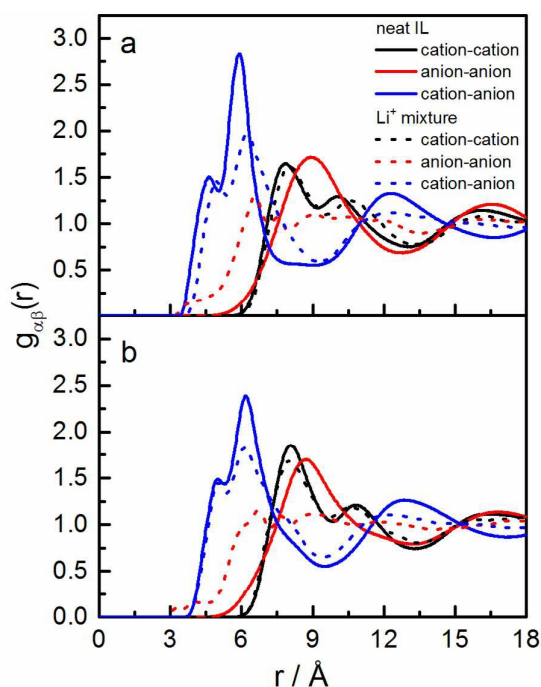 a
neat IL
cation-cation
anion-anion
cation-anion
Li⁺ mixture
cation-cation
anion-anion
cation-anion
3.0
2.5
2.0
1.5
1.0
0.5
b
3.0
2.5
2.0
1.5
1.0
0.5
0.0
gαβ(r)
0 3 6 9 12 15 18
r / Å